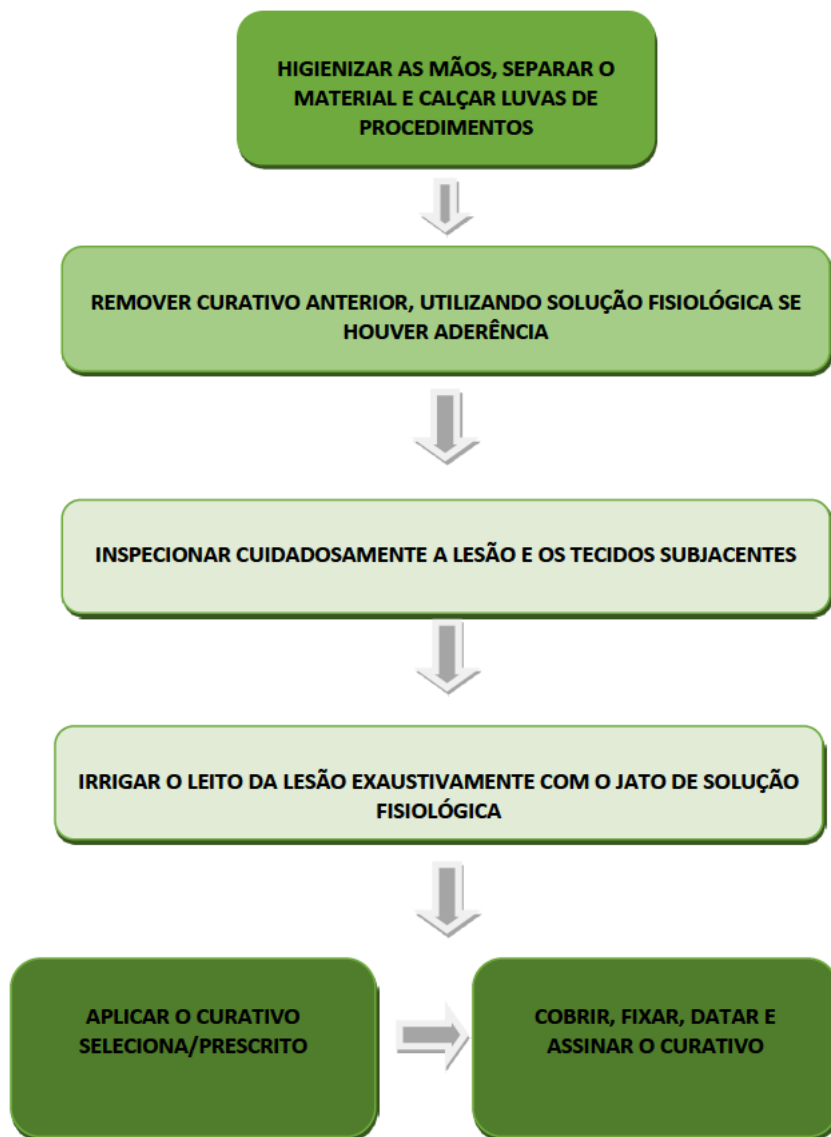 HIGIENIZAR AS MÃOS, SEPARAR O
MATERIAL E CALÇAR LUVAS DE
PROCEDIMENTOS
REMOVER CURATIVO ANTERIOR, UTILIZANDO SOLUÇÃO FISIOLÓGICA SE
HOUVER ADERÊNCIA
INSPECIONAR CUIDADOSAMENTE A LESÃO E OS TECIDOS SUBJACENTES
IRRIGAR O LEITO DA LESÃO EXAUSTIVAMENTE COM O JATO DE SOLUÇÃO
FISIOLÓGICA
APLICAR O CURATIVO
SELECIONA/PRESCRITO
COBRIR, FIXAR, DATAR E
ASSINAR O CURATIVO